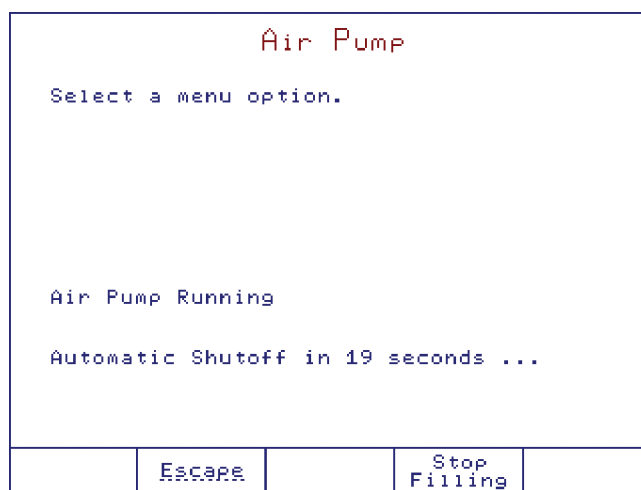 Air Pump
Select a menu option.
Air Pump Running
Automatic Shutoff in 19 seconds ...
Escape
Stop
Filling